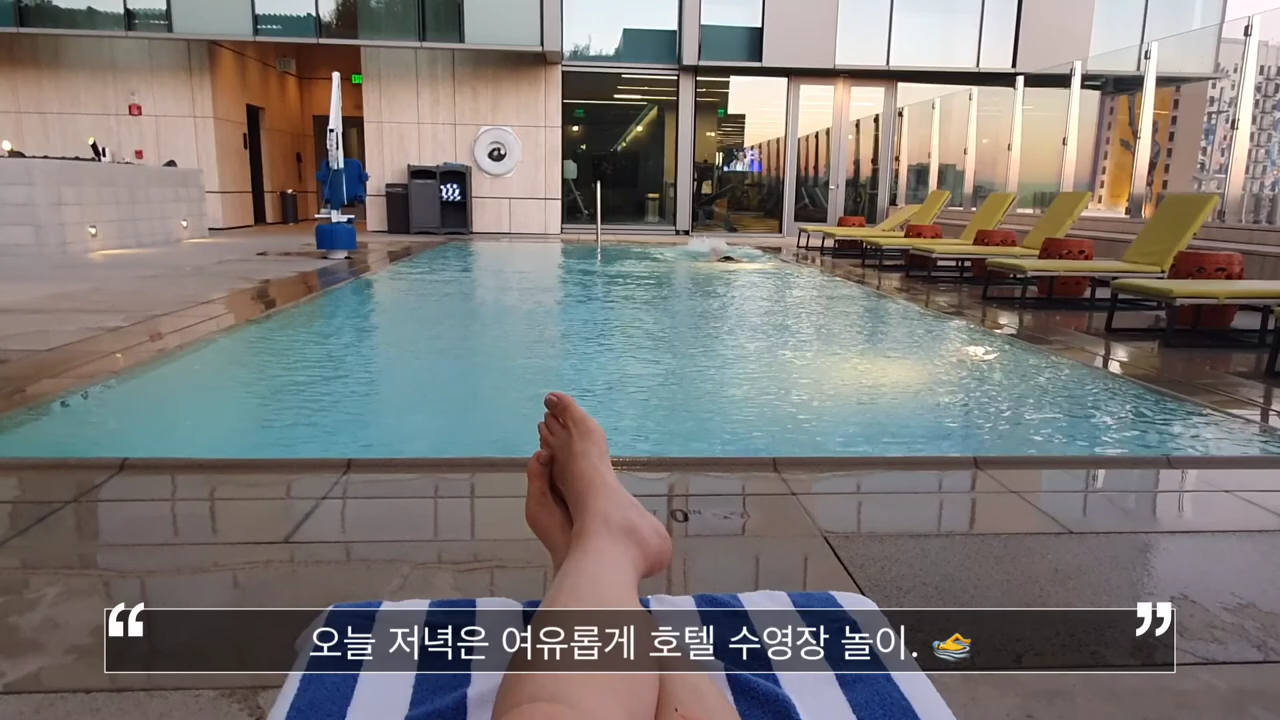 “ 오늘 저녁은 여유롭게 호텔 수영장 놀이. 🏊 ”